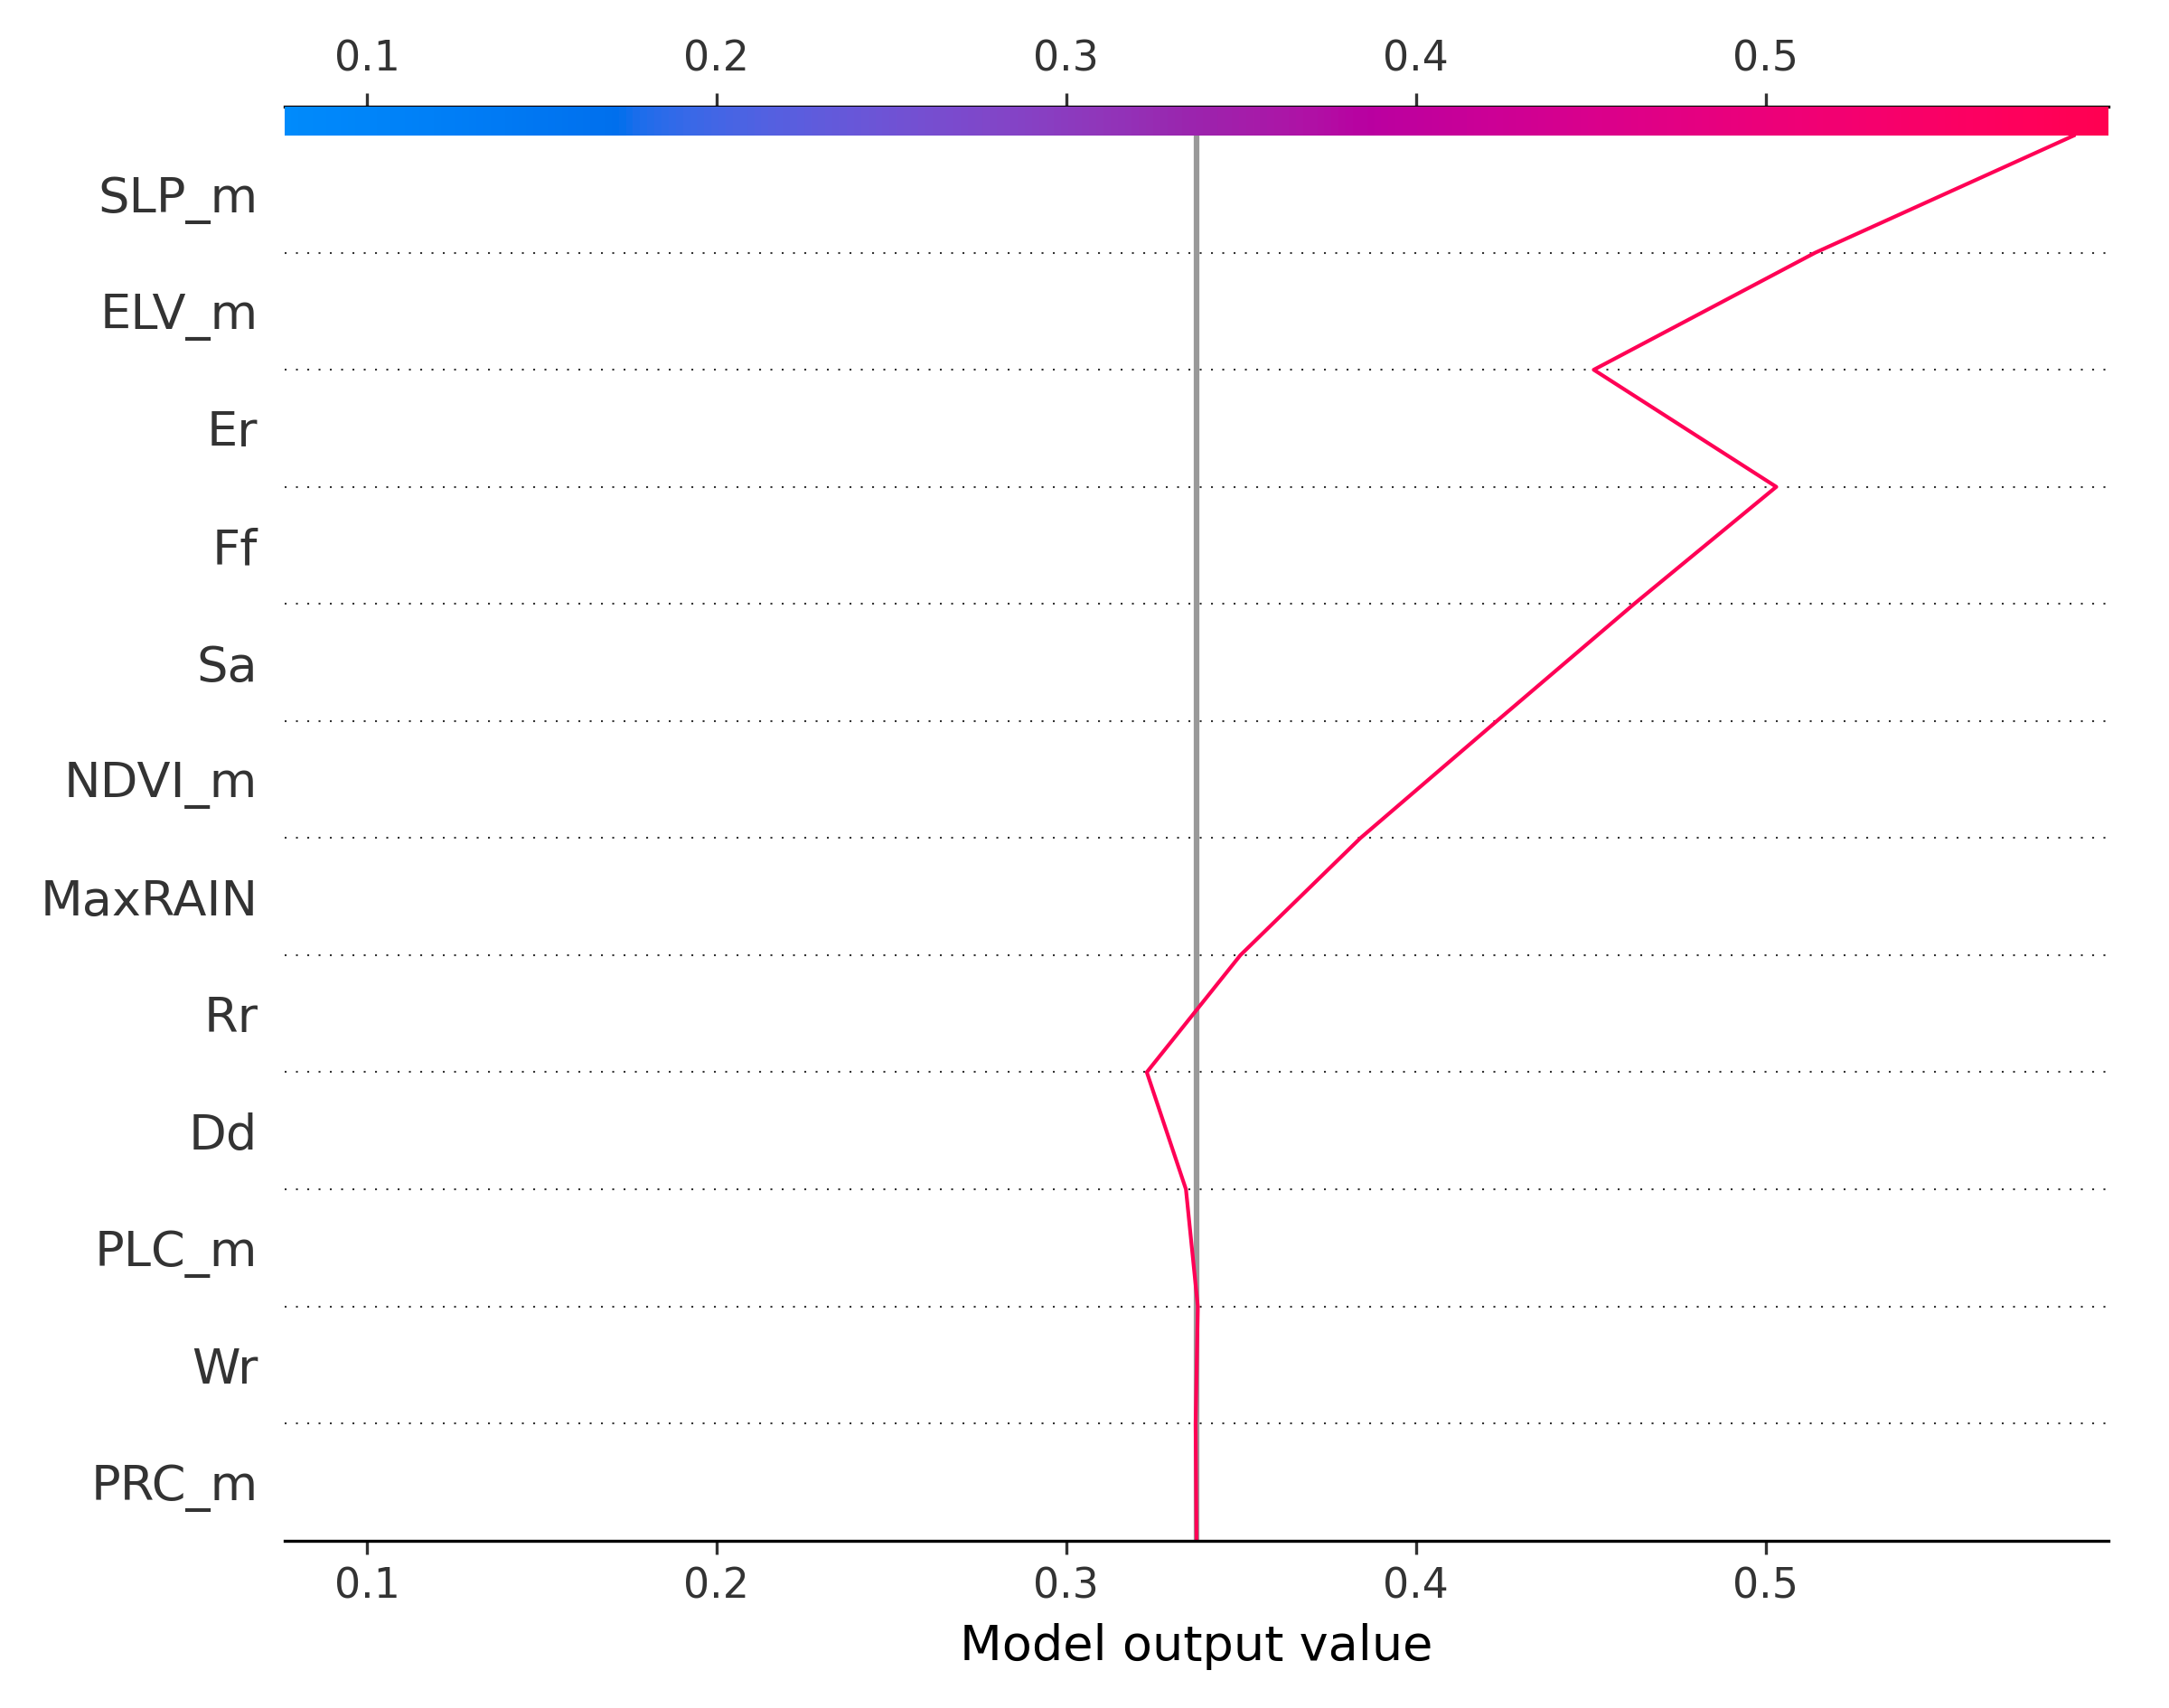 0.1 0.2 0.3 0.4 0.5
SLP_m
ELV_m
Er
Ff
Sa
NDVI_m
MaxRAIN
Rr
Dd
PLC_m
Wr
PRC_m
0.1 0.2 0.3 0.4 0.5
Model output value